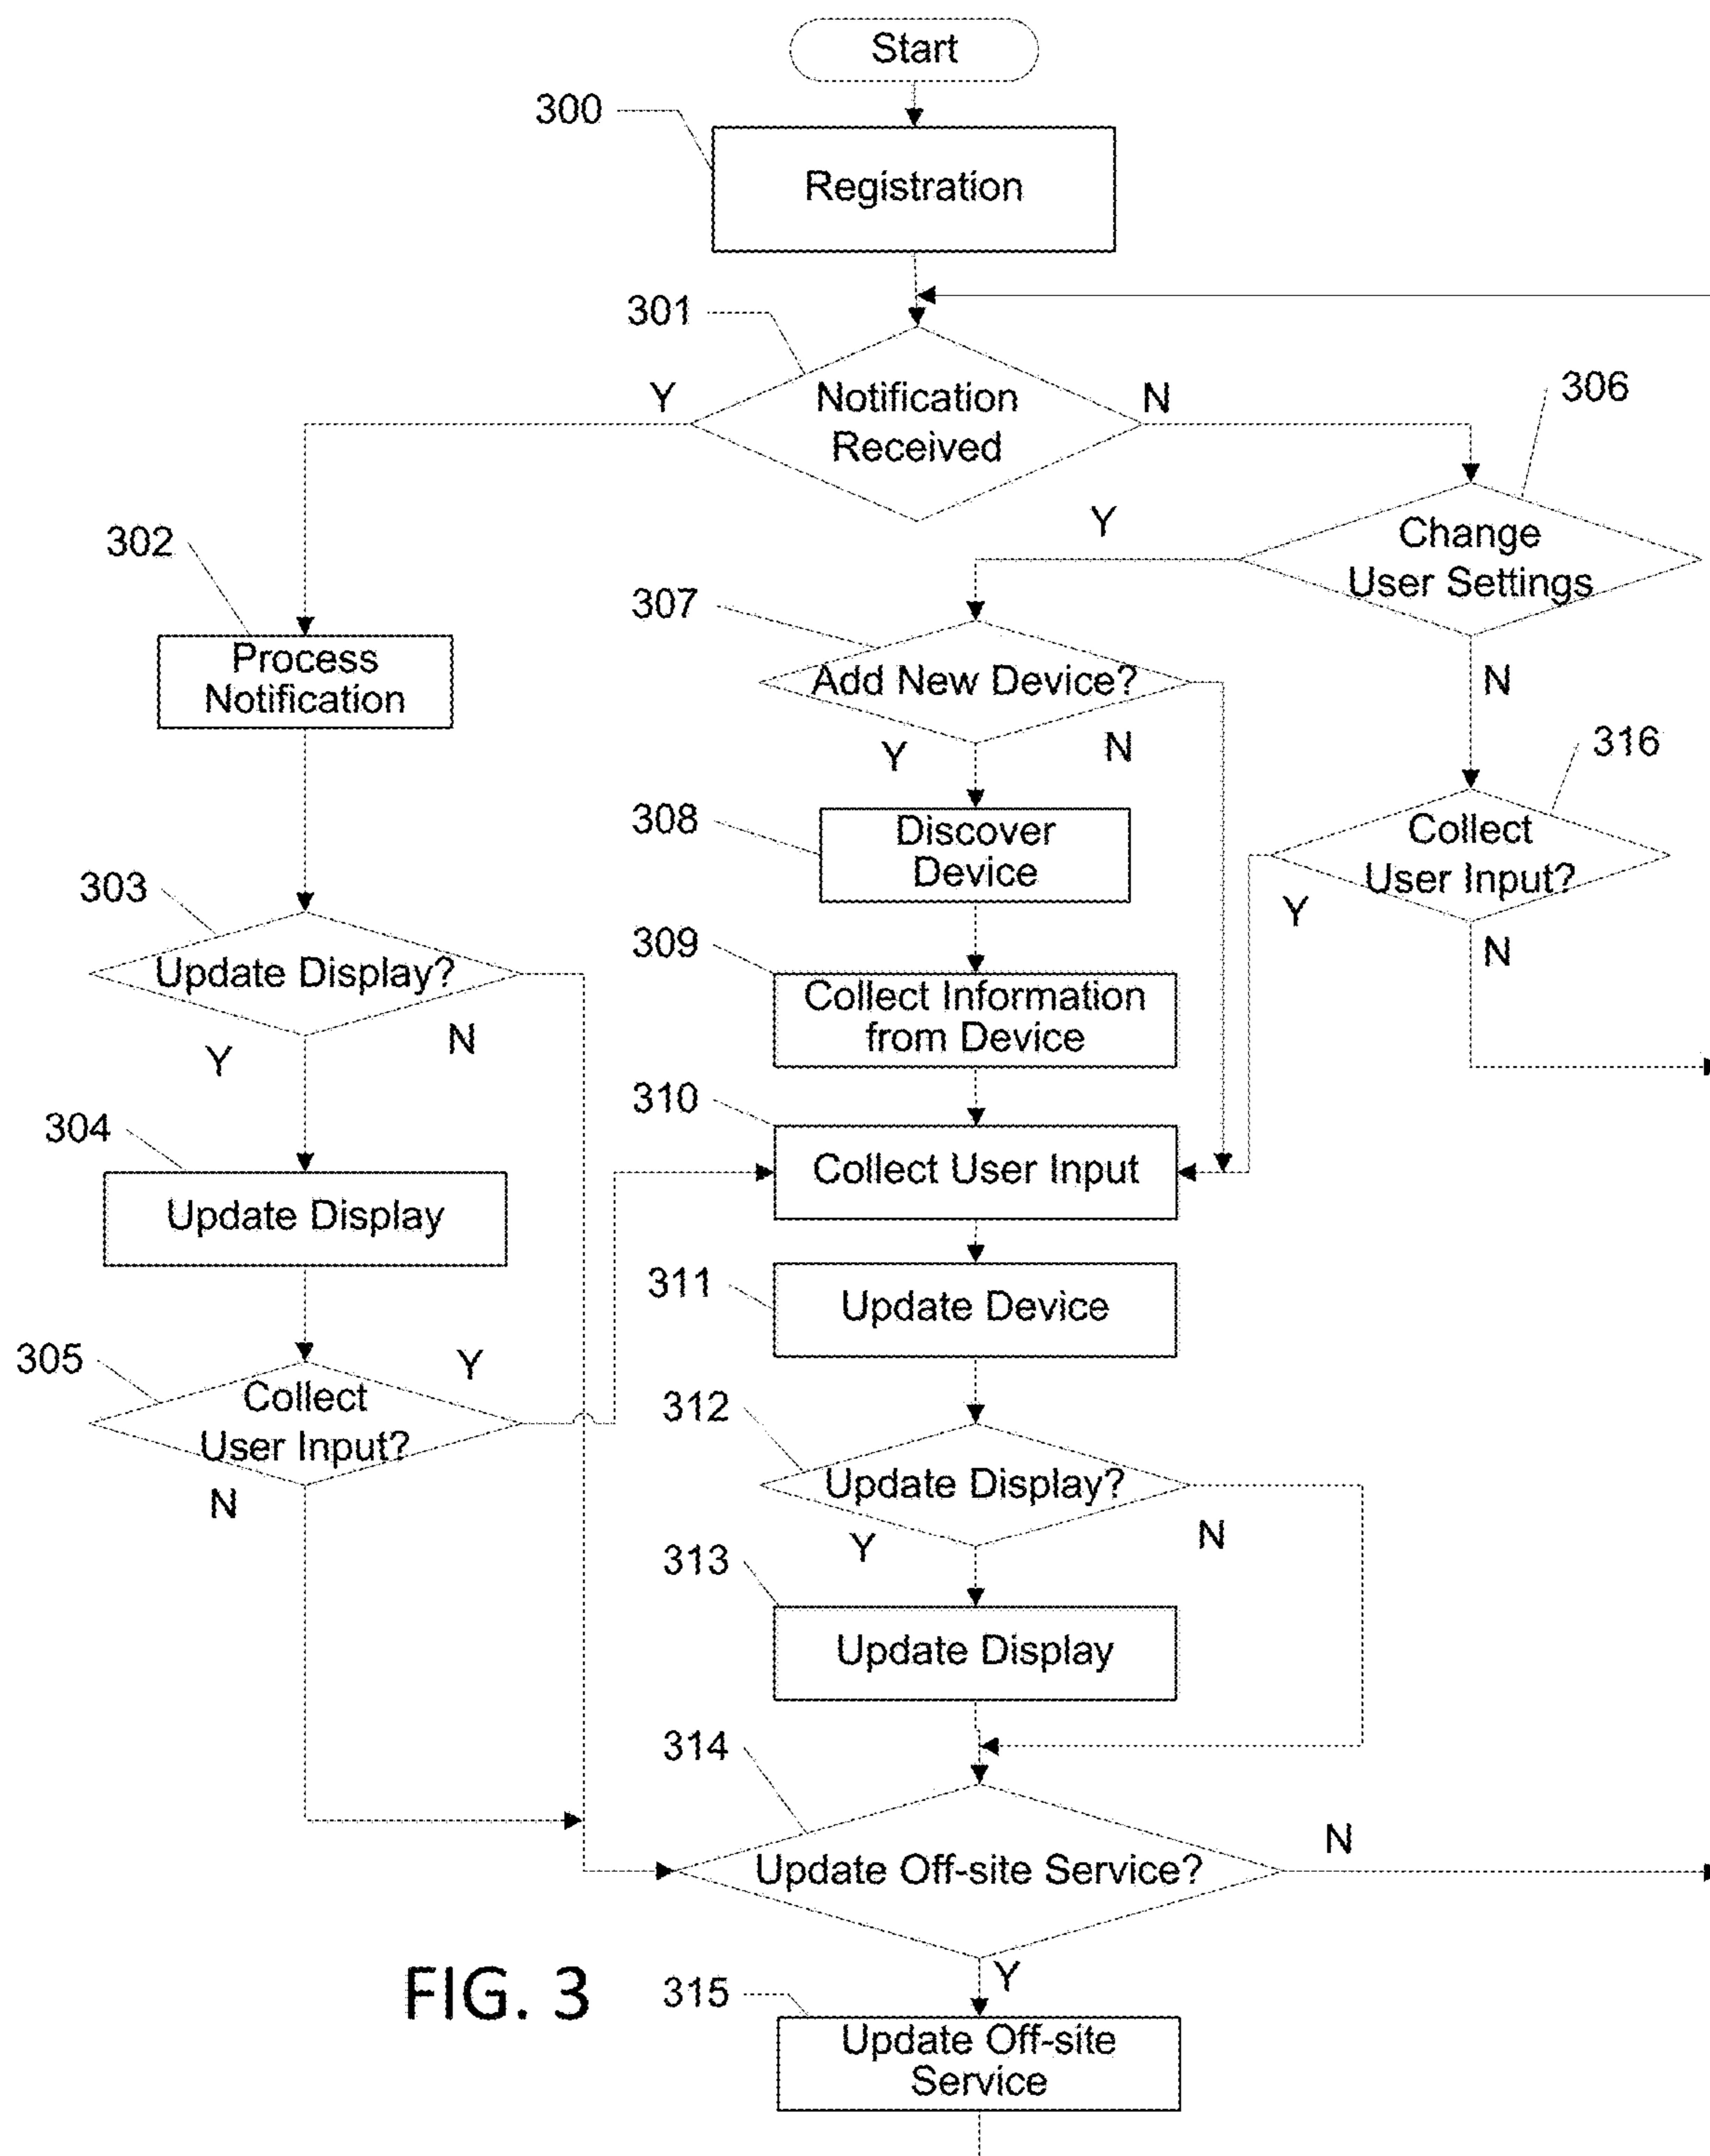 Start
300
Registration
301
Notification
Received
Y
N
306
Change
User Settings
Y
N
302
Process
Notification
307
Add New Device?
Y
N
316
Collect
User Input?
Y
N
308
Discover
Device
303
Update Display?
Y
N
309
Collect Information
from Device
304
Update Display
310
Collect User Input
311
Update Device
305
Collect
User Input?
Y
N
312
Update Display?
Y
N
313
Update Display
314
Update Off-site Service?
N
Y
315
Update Off-site
Service
FIG. 3